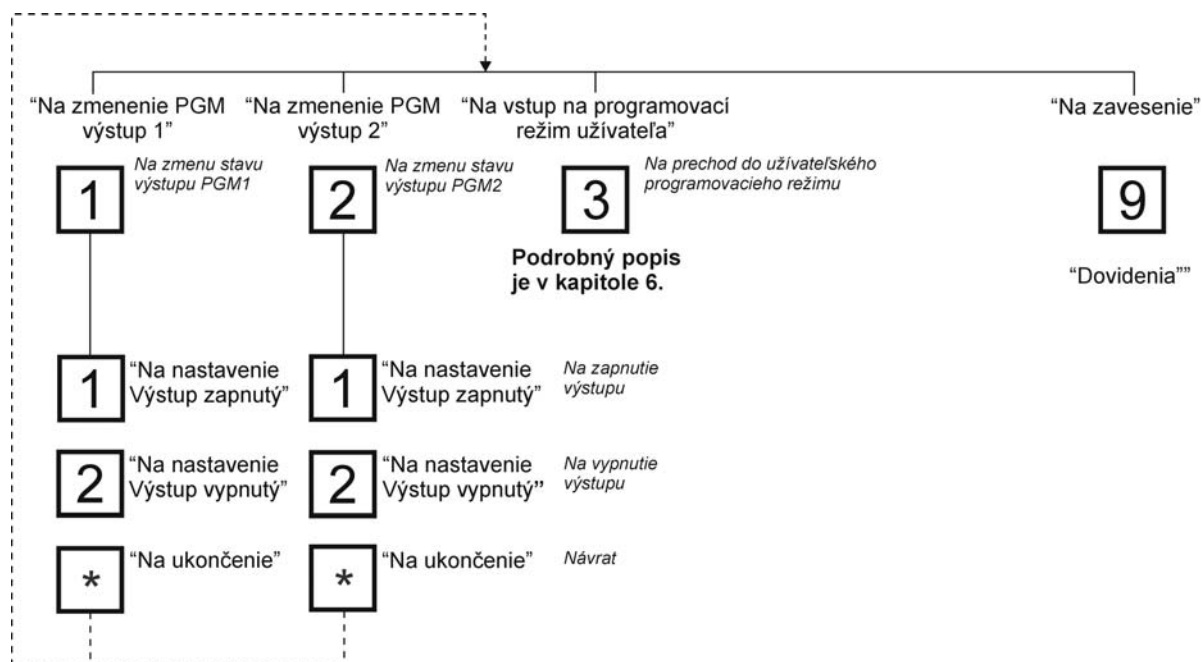 “Na zmenenie PGM
výstup 1”
“Na zmenenie PGM
výstup 2”
“Na vstup na programovací
režim užívateľa”
“Na zavesenie”
1
Na zmenu stavu
výstupu PGM1
2
Na zmenu stavu
výstupu PGM2
3
Na prechod do užívateľského
programovacieho režimu
9
Podrobný popis
je v kapitole 6.
“Dovidenia””
1
“Na nastavenie
Výstup zapnutý”
1
“Na nastavenie
Výstup zapnutý”
Na zapnutie
výstupu
2
“Na nastavenie
Výstup vypnutý”
2
“Na nastavenie
Výstup vypnutý”
Na vypnutie
výstupu
*
“Na ukončenie”
*
“Na ukončenie”
Návrat